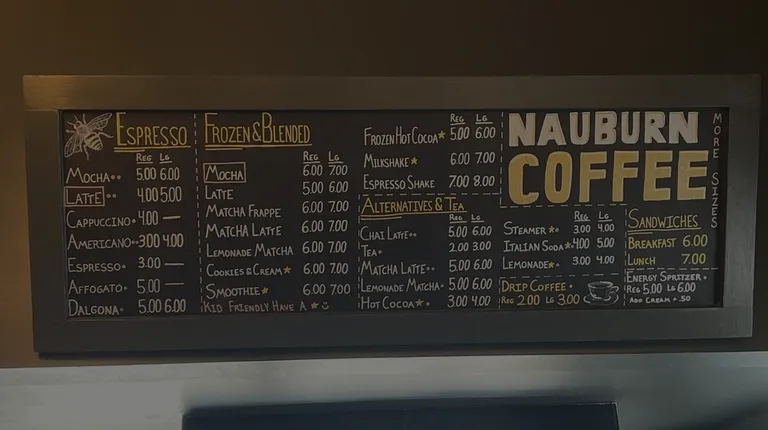 ESPRESSO
REG LG
MOCHA•• 5.00 6.00
LATTE •• 4.00 5.00
CAPPUCCINO• 4.00 —
AMERICANO•• 3.00 4.00
ESPRESSO• 3.00 —
AFFOGATO• 5.00 —
DALGONA• 5.00 6.00
FROZEN & BLENDED
REG LG
MOCHA 6.00 7.00
LATTE 5.00 6.00
MATCHA FRAPPE 6.00 7.00
MATCHA LATTE 6.00 7.00
LEMONADE MATCHA 6.00 7.00
COOKIES & CREAM★ 6.00 7.00
SMOOTHIE★ 6.00 7.00
KID FRIENDLY HAVE A ★ ☺
REG LG
FROZEN HOT COCOA★ 5.00 6.00
MILKSHAKE★ 6.00 7.00
ESPRESSO SHAKE 7.00 8.00
ALTERNATIVES & TEA
REG LG
CHAI LATTE•• 5.00 6.00
TEA• 2.00 3.00
MATCHA LATTE•• 5.00 6.00
LEMONADE MATCHA• 5.00 6.00
HOT COCOA★• 3.00 4.00
NAUBURN
COFFEE
REG LG
STEAMER ★• 3.00 4.00
ITALIAN SODA★• 4.00 5.00
LEMONADE★• 3.00 4.00
DRIP COFFEE •
REG 2.00 LG 3.00
SANDWICHES
BREAKFAST 6.00
LUNCH 7.00
ENERGY SPRITZER •
REG 5.00 LG 6.00
ADD CREAM + .50
MORE SIZES